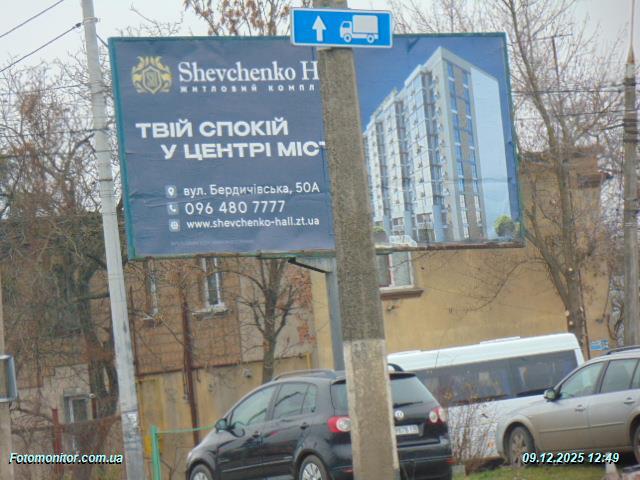 Shevchenko H
ЖИТЛОВИЙ КОМПЛ
ТВІЙ СПОКІЙ
У ЦЕНТРІ МІС
вул. Бердичівська, 50А
096 480 7777
www.shevchenko-hall.zt.ua
Fotomonitor.com.ua
09.12.2025 12:49